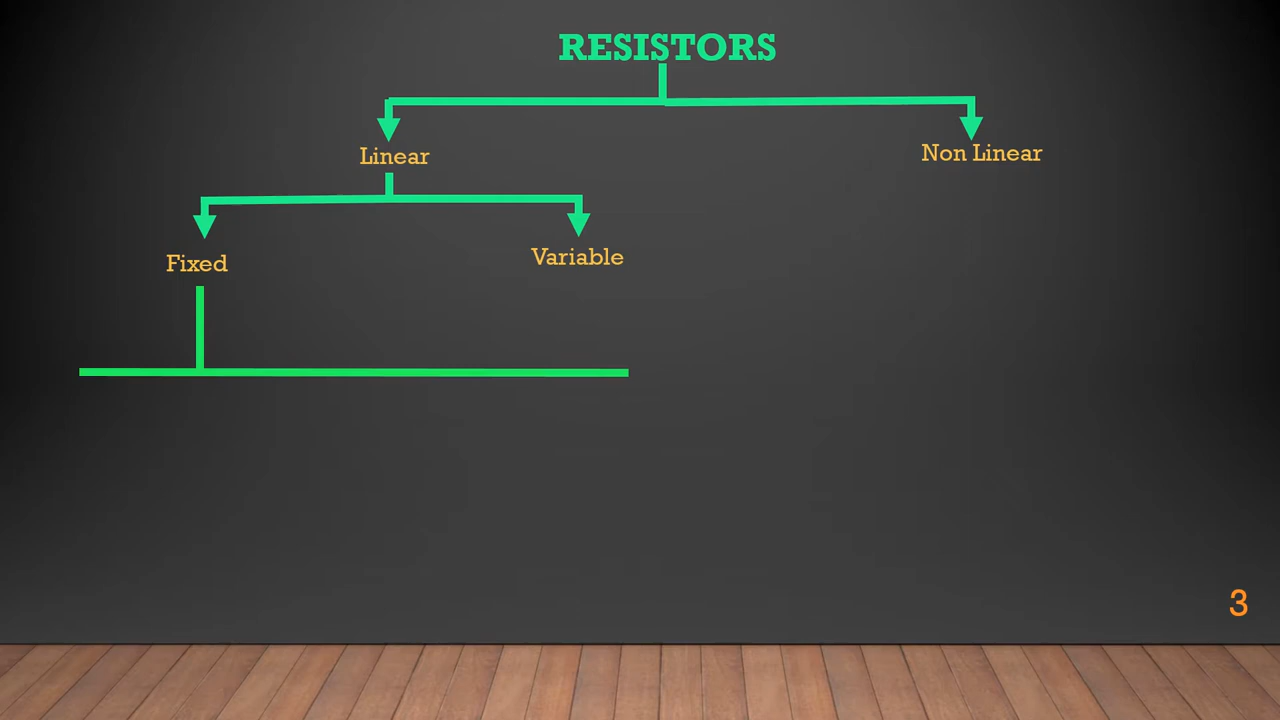 RESISTORS
Linear
Non Linear
Fixed
Variable
3